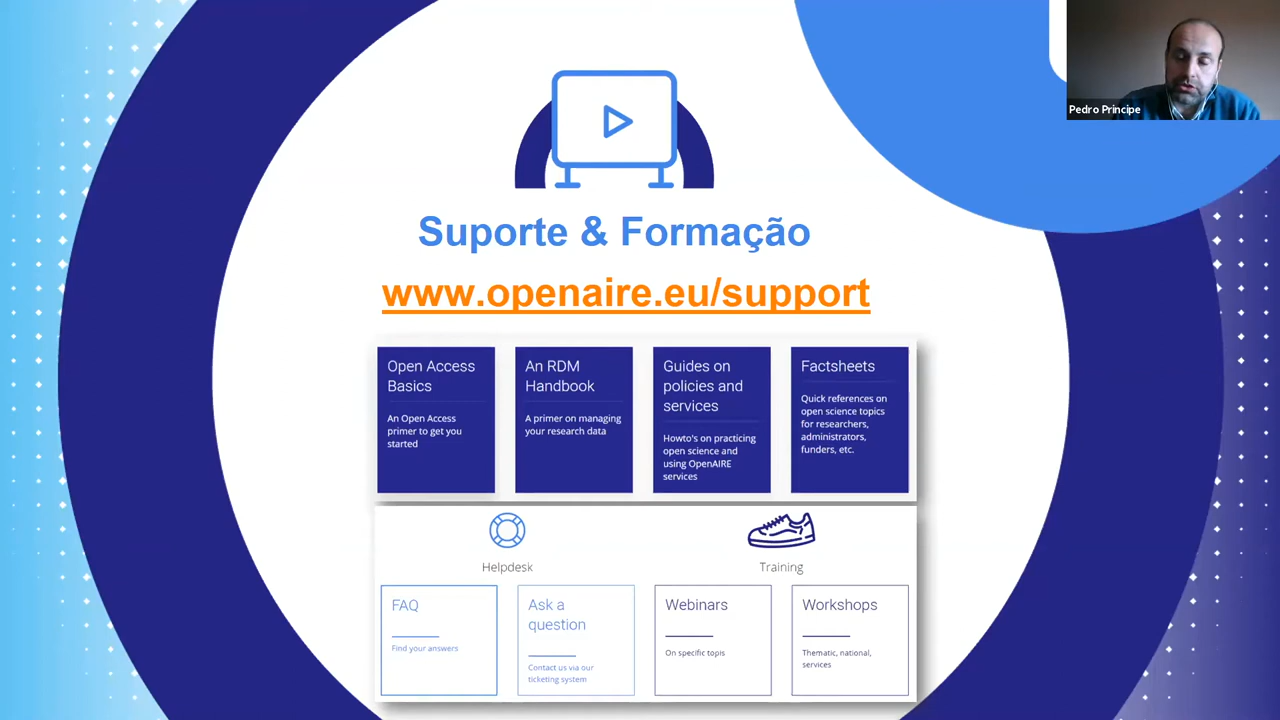 Pedro Principe
Suporte & Formação
www.openaire.eu/support
Open Access
Basics
An Open Access
primer to get you
started
An RDM
Handbook
A primer on managing
your research data
Guides on
policies and
services
Howto's on practicing
open science and
using OpenAIRE
services
Factsheets
Quick references on
open science topics
for researchers,
administrators,
funders, etc.
Helpdesk
Training
FAQ
Find your answers
Ask a
question
Contact us via our
ticketing system
Webinars
On specific topis
Workshops
Thematic, national,
services